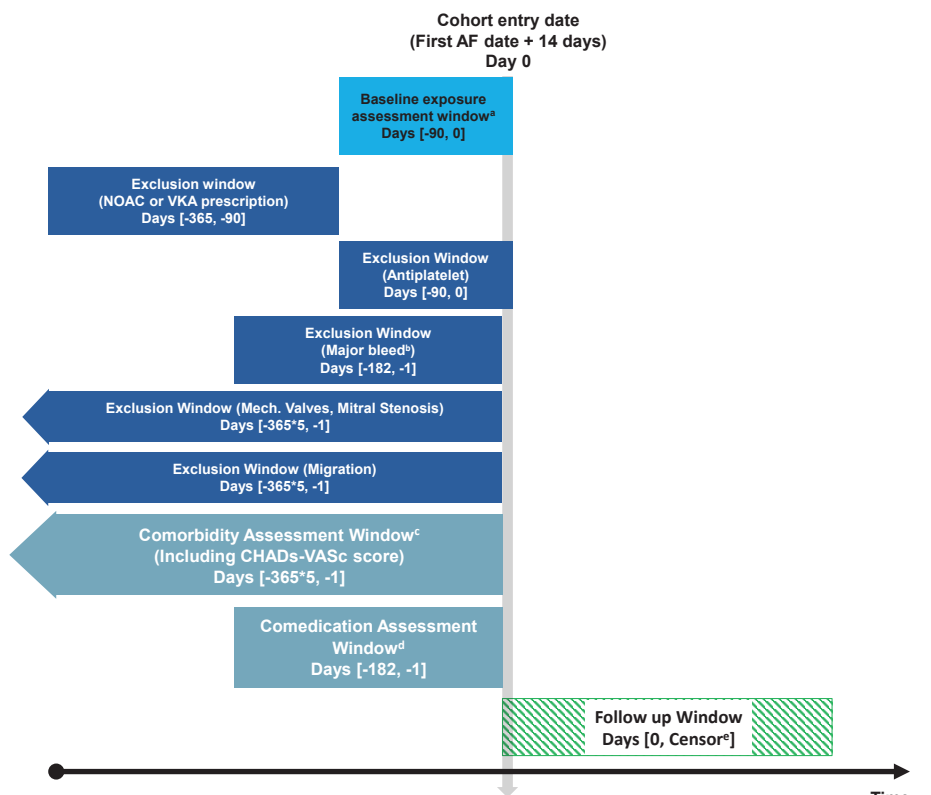 Cohort entry date
(First AF date + 14 days)
Day 0
Baseline exposure
assessment windowᵃ
Days [-90, 0]
Exclusion window
(NOAC or VKA prescription)
Days [-365, -90]
Exclusion Window
(Antiplatelet)
Days [-90, 0]
Exclusion Window
(Major bleedᵇ)
Days [-182, -1]
Exclusion Window (Mech. Valves, Mitral Stenosis)
Days [-365*5, -1]
Exclusion Window (Migration)
Days [-365*5, -1]
Comorbidity Assessment Windowᶜ
(Including CHADs-VASc score)
Days [-365*5, -1]
Comedication Assessment
Windowᵈ
Days [-182, -1]
Follow up Window
Days [0, Censorᵉ]
Time